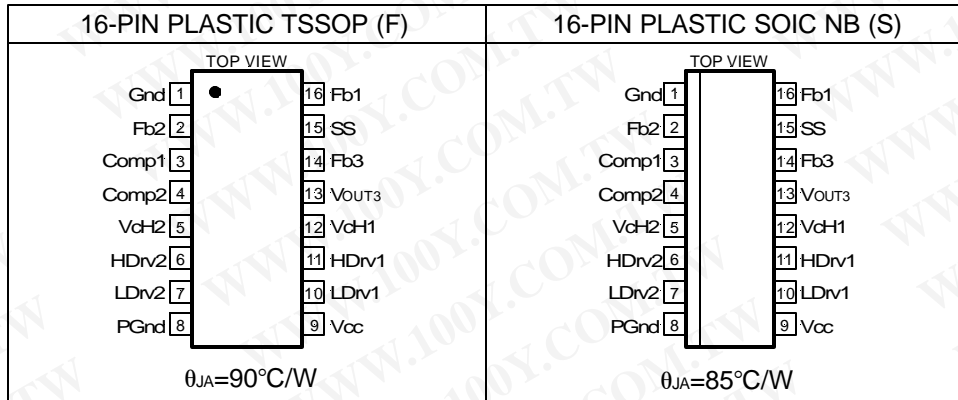 16-PIN PLASTIC TSSOP (F)
TOP VIEW
Gnd 1 16 Fb1
Fb2 2 15 SS
Comp1 3 14 Fb3
Comp2 4 13 VOUT3
VcH2 5 12 VcH1
HDrv2 6 11 HDrv1
LDrv2 7 10 LDrv1
PGnd 8 9 Vcc
θJA=90°C/W
16-PIN PLASTIC SOIC NB (S)
TOP VIEW
Gnd 1 16 Fb1
Fb2 2 15 SS
Comp1 3 14 Fb3
Comp2 4 13 VOUT3
VcH2 5 12 VcH1
HDrv2 6 11 HDrv1
LDrv2 7 10 LDrv1
PGnd 8 9 Vcc
θJA=85°C/W
WWW.100Y.COM.TW